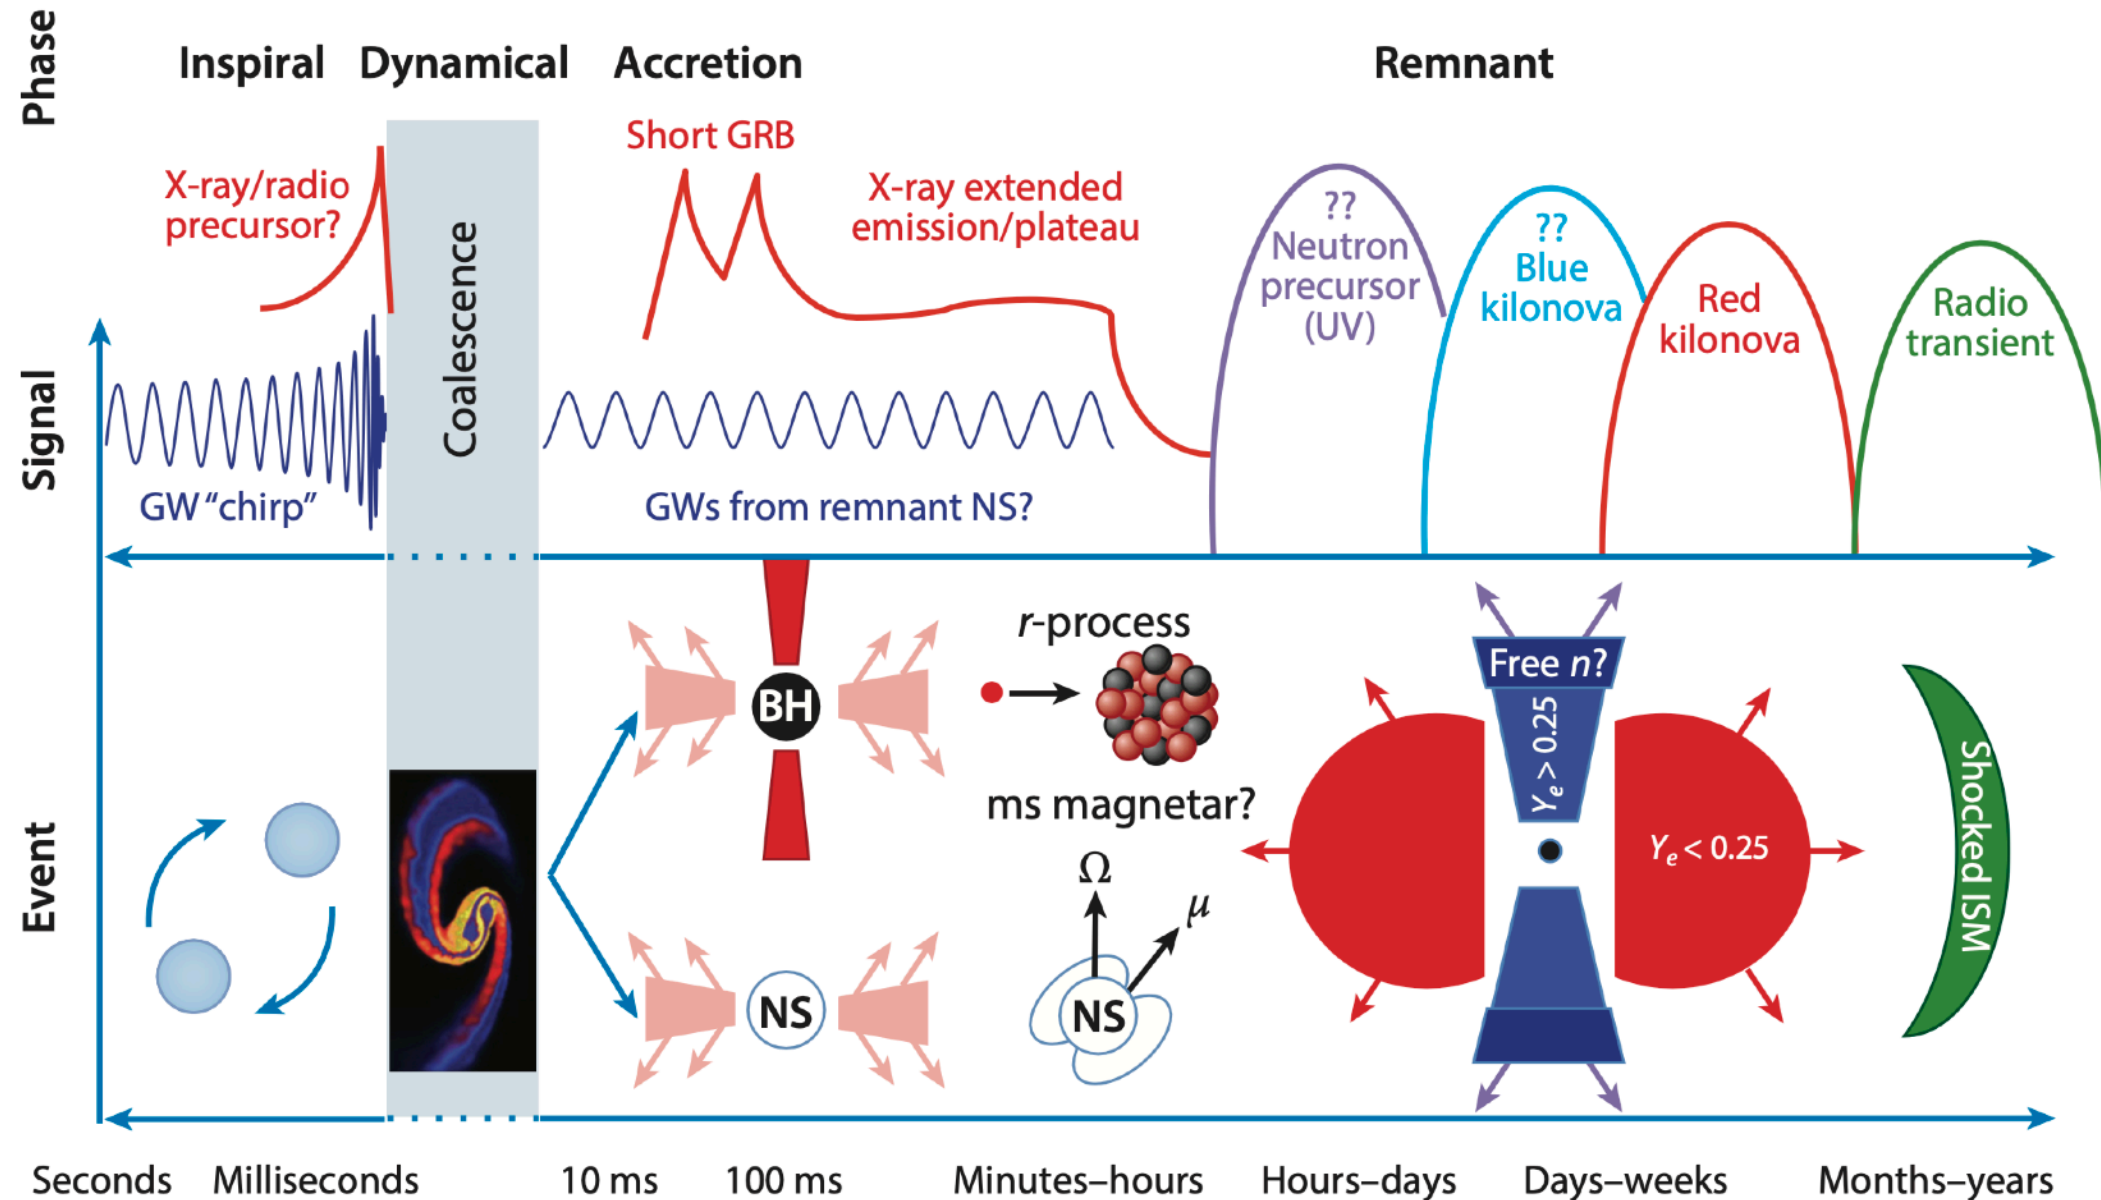 Phase
Inspiral
Dynamical
Accretion
Remnant
Signal
X-ray/radio
precursor?
GW “chirp”
Coalescence
Short GRB
X-ray extended
emission/plateau
GWs from remnant NS?
??
Neutron
precursor
(UV)
??
Blue
kilonova
Red
kilonova
Radio
transient
Event
BH
NS
r-process
ms magnetar?
Ω
μ
NS
Free n?
Ye > 0.25
Ye < 0.25
Shocked ISM
Seconds
Milliseconds
10 ms
100 ms
Minutes–hours
Hours–days
Days–weeks
Months–years